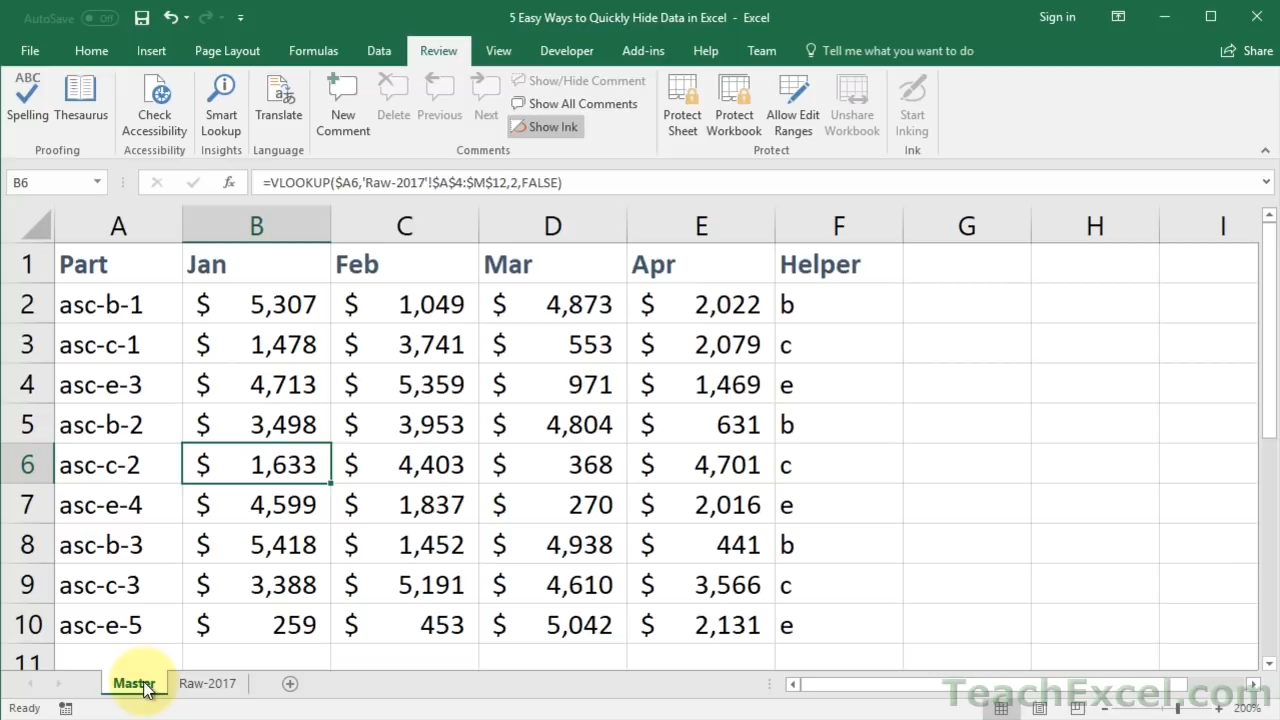 AutoSave Off
5 Easy Ways to Quickly Hide Data in Excel - Excel
Sign in
File Home Insert Page Layout Formulas Data Review View Developer Add-ins Help Team Tell me what you want to do Share
ABC
Spelling Thesaurus Check Accessibility Smart Lookup Translate New Comment Delete Previous Next Show/Hide Comment Protect Sheet Protect Workbook Allow Edit Ranges Unshare Workbook Start Inking
Show All Comments
Show Ink
Proofing Accessibility Insights Language Comments Protect Ink
B6 fx =VLOOKUP($A6,'Raw-2017'!$A$4:$M$12,2,FALSE)
A B C D E F G H I
1 Part Jan Feb Mar Apr Helper
2 asc-b-1 $ 5,307 $ 1,049 $ 4,873 $ 2,022 b
3 asc-c-1 $ 1,478 $ 3,741 $ 553 $ 2,079 c
4 asc-e-3 $ 4,713 $ 5,359 $ 971 $ 1,469 e
5 asc-b-2 $ 3,498 $ 3,953 $ 4,804 $ 631 b
6 asc-c-2 $ 1,633 $ 4,403 $ 368 $ 4,701 c
7 asc-e-4 $ 4,599 $ 1,837 $ 270 $ 2,016 e
8 asc-b-3 $ 5,418 $ 1,452 $ 4,938 $ 441 b
9 asc-c-3 $ 3,388 $ 5,191 $ 4,610 $ 3,566 c
10 asc-e-5 $ 259 $ 453 $ 5,042 $ 2,131 e
11
Master Raw-2017
TeachExcel.com
Ready 200%